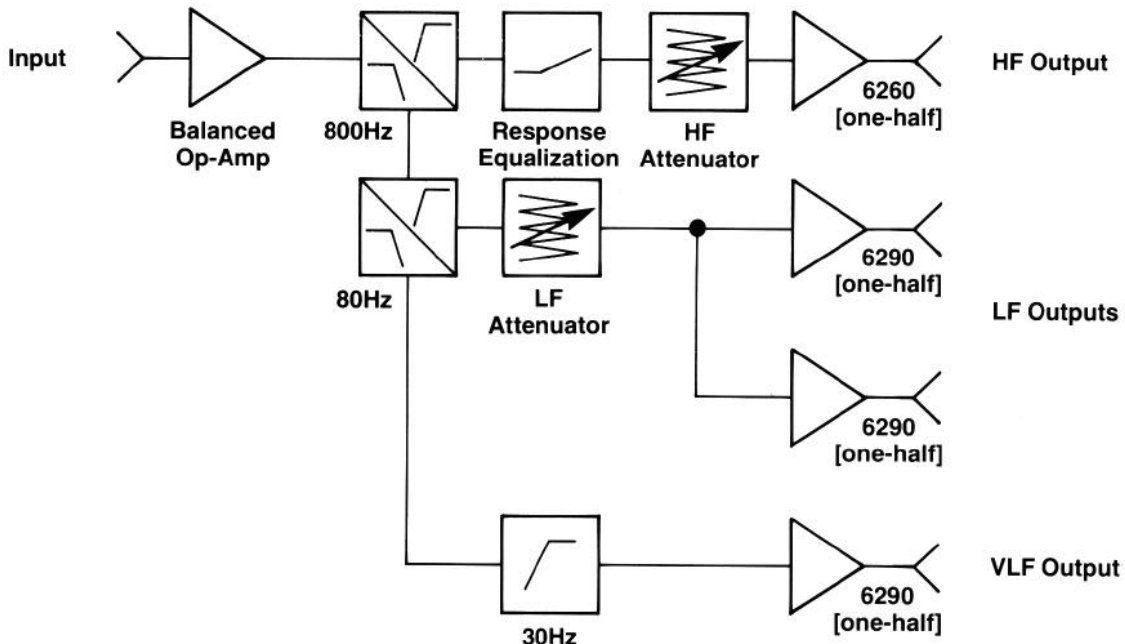 Input
Balanced
Op-Amp
800Hz
Response
Equalization
HF
Attenuator
6260
[one-half]
HF Output
80Hz
LF
Attenuator
6290
[one-half]
LF Outputs
6290
[one-half]
30Hz
6290
[one-half]
VLF Output